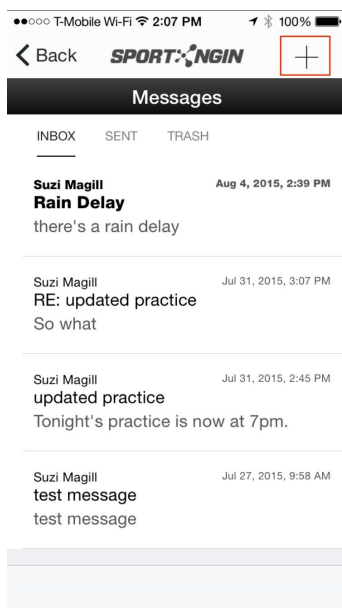 T-Mobile Wi-Fi 2:07 PM 100%
Back SPORT NGIN
Messages
INBOX SENT TRASH
Suzi Magill Aug 4, 2015, 2:39 PM
Rain Delay
there's a rain delay
Suzi Magill Jul 31, 2015, 3:07 PM
RE: updated practice
So what
Suzi Magill Jul 31, 2015, 2:45 PM
updated practice
Tonight's practice is now at 7pm.
Suzi Magill Jul 27, 2015, 9:58 AM
test message
test message